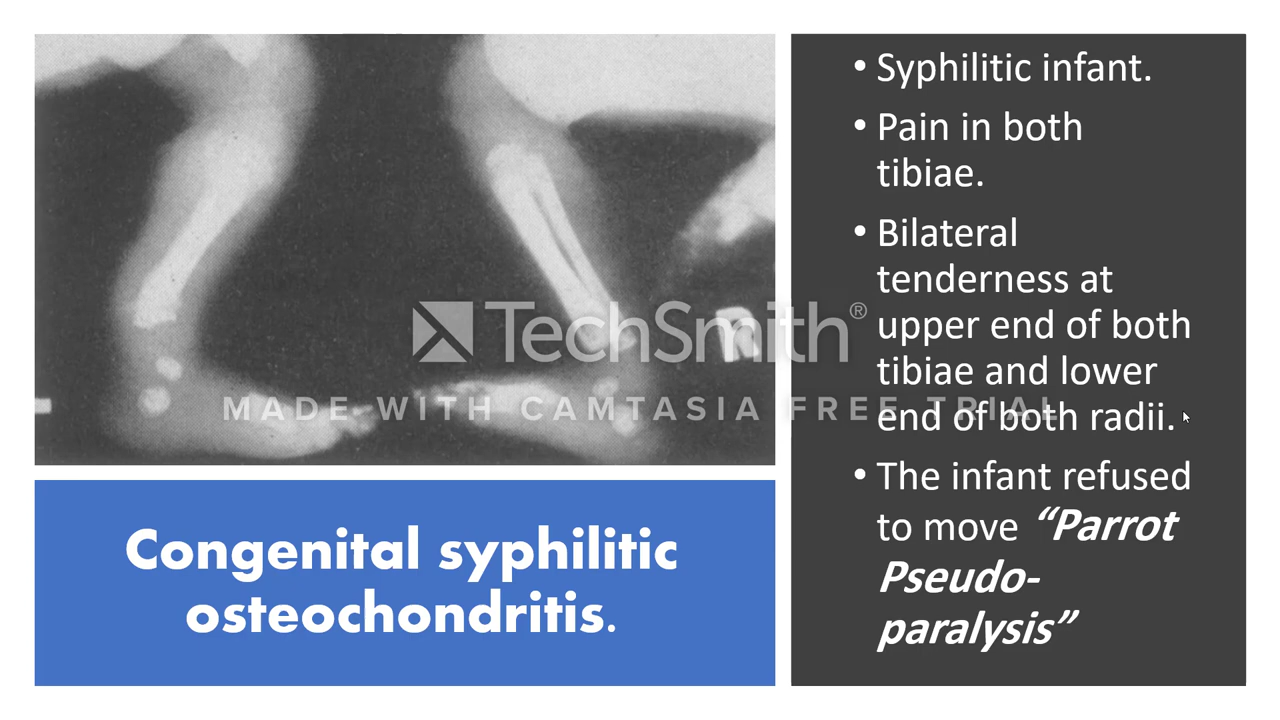 • Syphilitic infant.
• Pain in both
tibiae.
• Bilateral
tenderness at
upper end of both
tibiae and lower
end of both radii.
• The infant refused
to move “Parrot
Pseudo-
paralysis”
R
TechSmith®
MADE WITH CAMTASIA FREE TRIAL
Congenital syphilitic
osteochondritis.